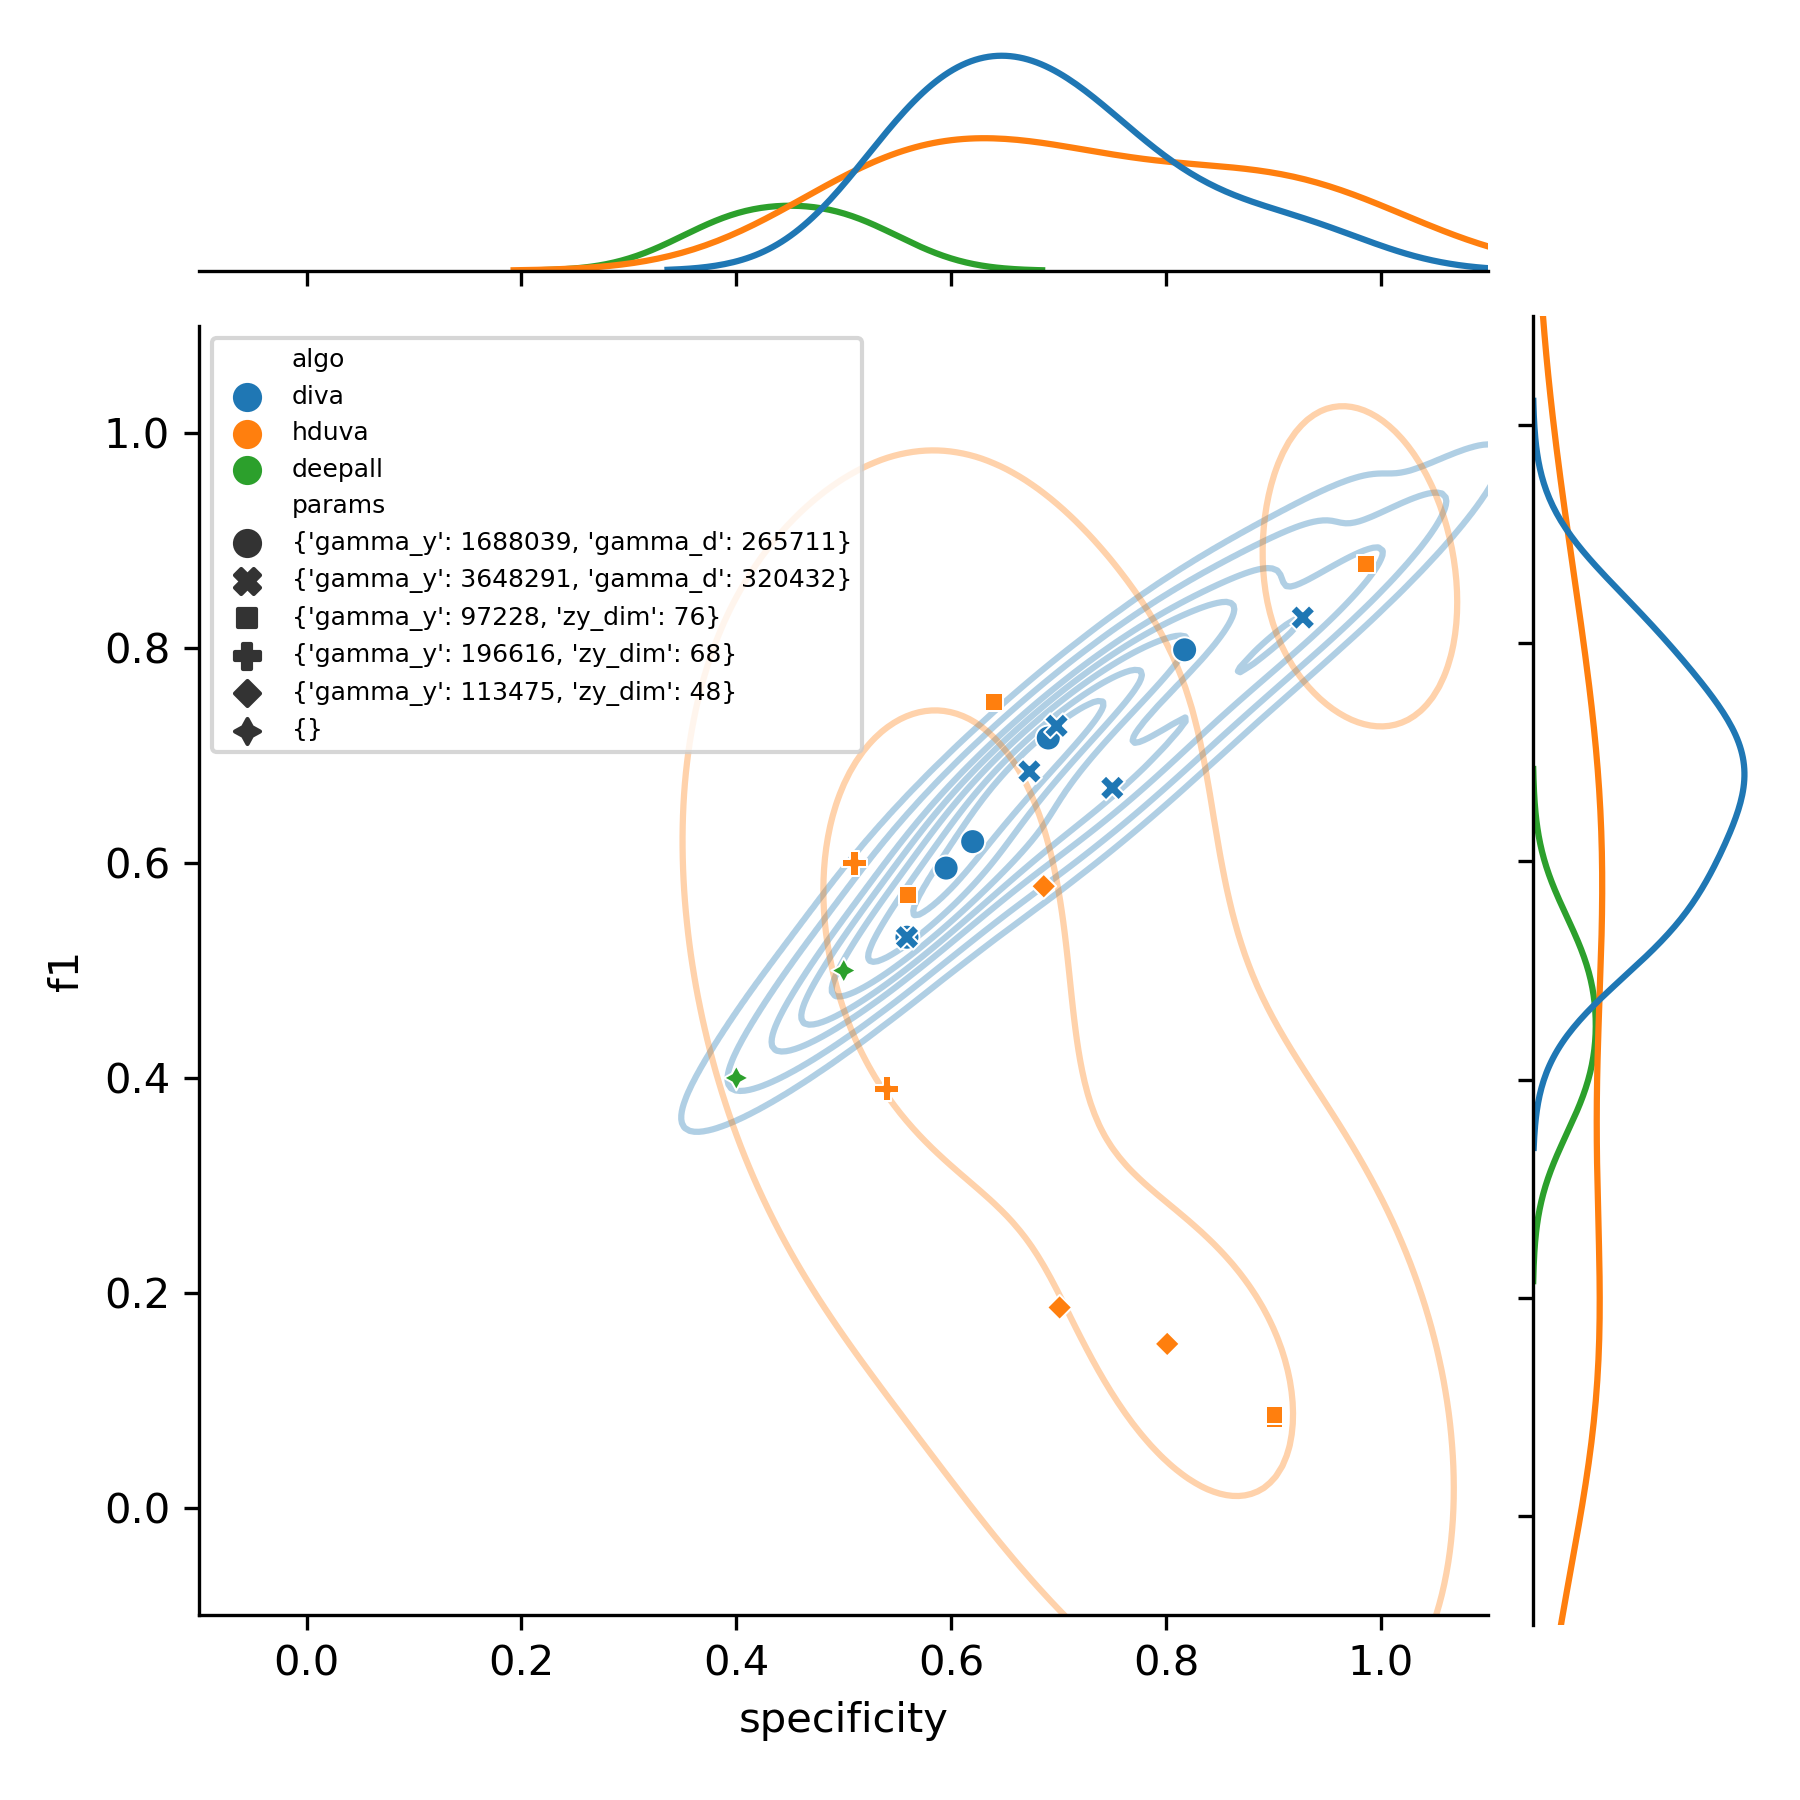 algo
diva
hduva
deepall
params
{'gamma_y': 1688039, 'gamma_d': 265711}
{'gamma_y': 3648291, 'gamma_d': 320432}
{'gamma_y': 97228, 'zy_dim': 76}
{'gamma_y': 196616, 'zy_dim': 68}
{'gamma_y': 113475, 'zy_dim': 48}
{}
1.0
0.8
0.6
0.4
0.2
0.0
f1
0.0 0.2 0.4 0.6 0.8 1.0
specificity